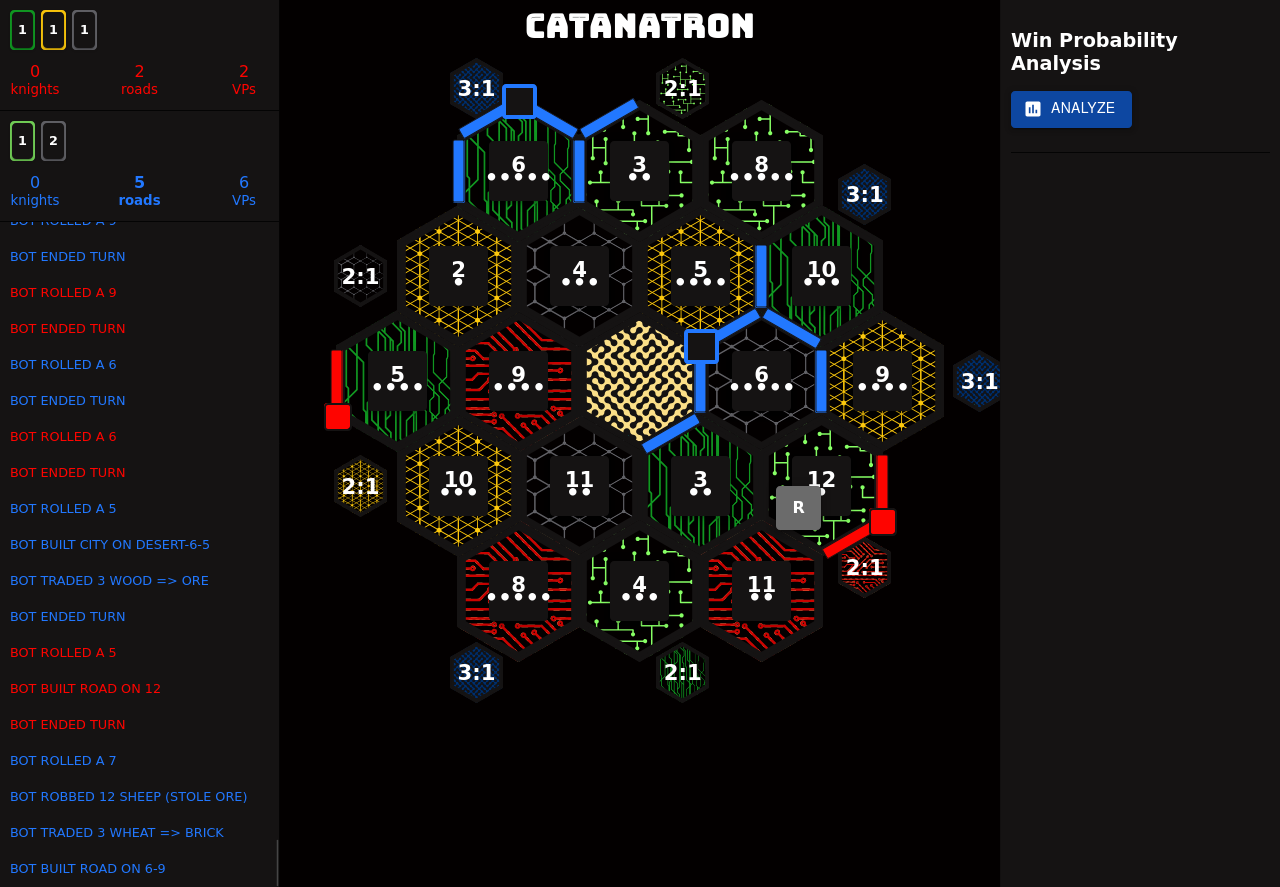 1 1 1
0 2 2
knights roads VPs
1 2
0 5 6
knights roads VPs
BOT ENDED TURN
BOT ROLLED A 9
BOT ENDED TURN
BOT ROLLED A 6
BOT ENDED TURN
BOT ROLLED A 6
BOT ENDED TURN
BOT ROLLED A 5
BOT BUILT CITY ON DESERT-6-5
BOT TRADED 3 WOOD => ORE
BOT ENDED TURN
BOT ROLLED A 5
BOT BUILT ROAD ON 12
BOT ENDED TURN
BOT ROLLED A 7
BOT ROBBED 12 SHEEP (STOLE ORE)
BOT TRADED 3 WHEAT => BRICK
BOT BUILT ROAD ON 6-9
CATANATRON
3:1 2:1
6 3 8
3:1
2:1 2 4 5 10
5 9 6 9 3:1
2:1 10 11 3 12
R
2:1
8 4 11
3:1 2:1
Win Probability
Analysis
ANALYZE